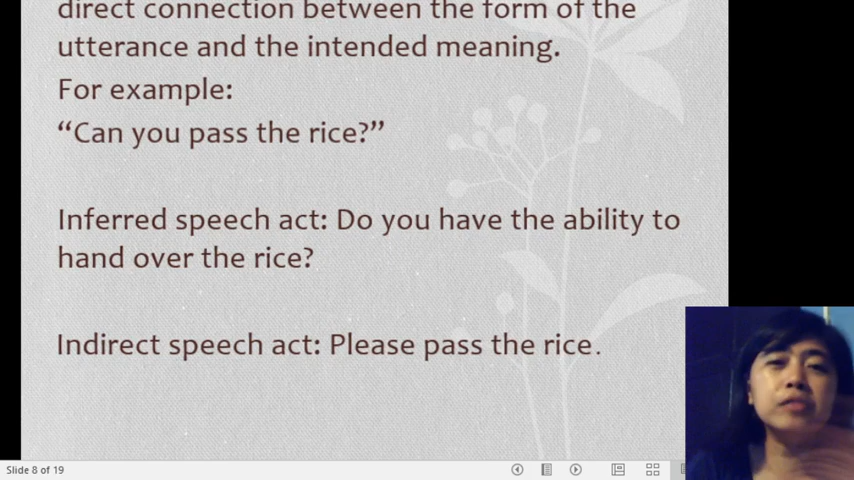 direct connection between the form of the
utterance and the intended meaning.
For example:
“Can you pass the rice?”
Inferred speech act: Do you have the ability to
hand over the rice?
Indirect speech act: Please pass the rice.
Slide 8 of 19